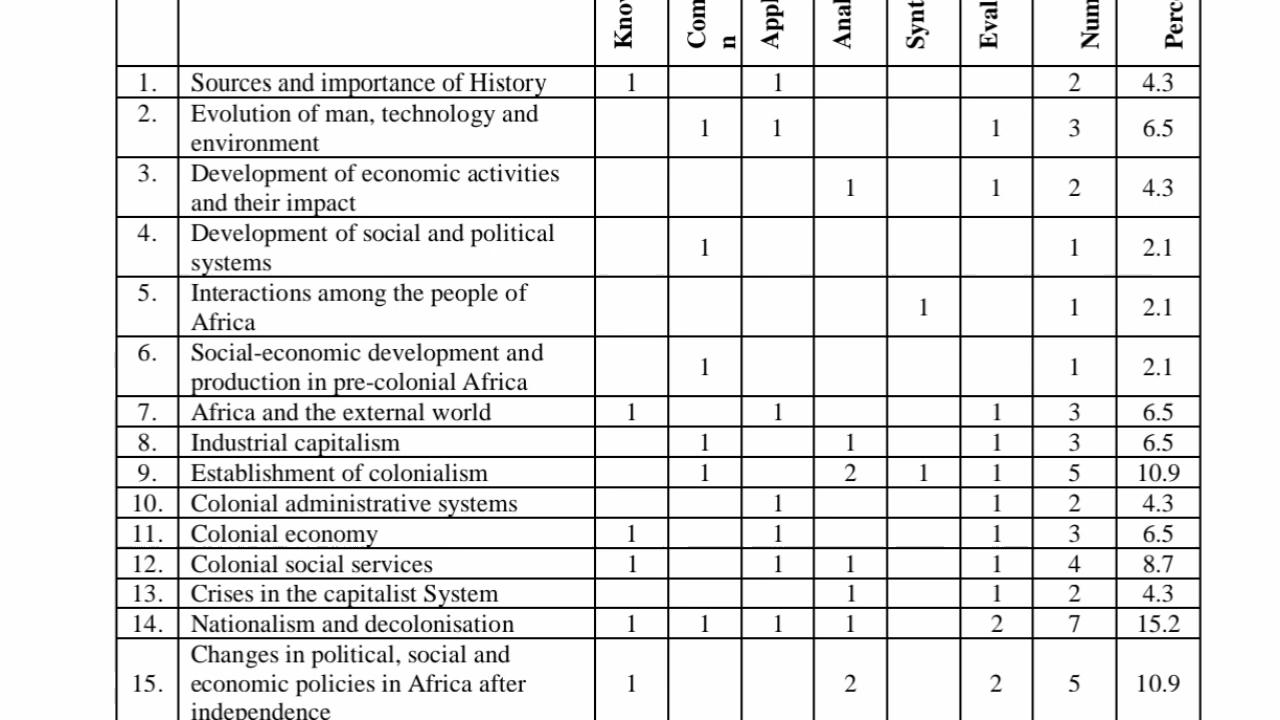 Kno
Com
n
Appl
Anal
Synt
Eval
Num
Perc
1. Sources and importance of History 1 1 2 4.3
2. Evolution of man, technology and
environment 1 1 1 3 6.5
3. Development of economic activities
and their impact 1 1 2 4.3
4. Development of social and political
systems 1 1 2.1
5. Interactions among the people of
Africa 1 1 2.1
6. Social-economic development and
production in pre-colonial Africa 1 1 2.1
7. Africa and the external world 1 1 1 3 6.5
8. Industrial capitalism 1 1 1 3 6.5
9. Establishment of colonialism 1 2 1 1 5 10.9
10. Colonial administrative systems 1 1 2 4.3
11. Colonial economy 1 1 1 3 6.5
12. Colonial social services 1 1 1 1 4 8.7
13. Crises in the capitalist System 1 1 2 4.3
14. Nationalism and decolonisation 1 1 1 1 2 7 15.2
Changes in political, social and
15. economic policies in Africa after 1 2 2 5 10.9
independence